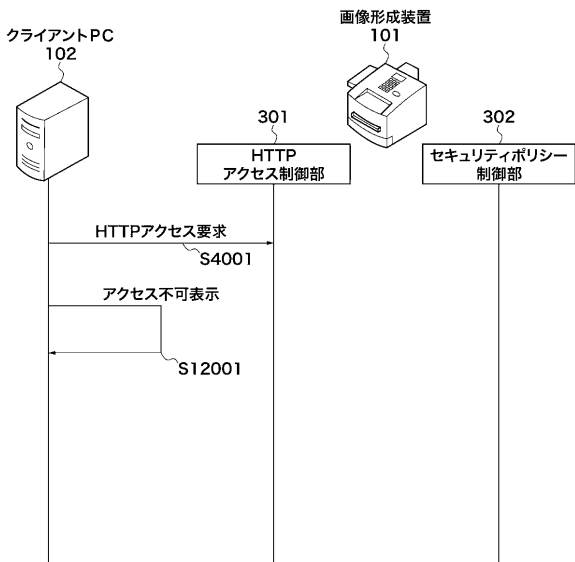 画像形成装置
101
クライアントPC
102
301
302
HTTP
アクセス制御部
セキュリティポリシー
制御部
HTTPアクセス要求
S4001
アクセス不可表示
S12001